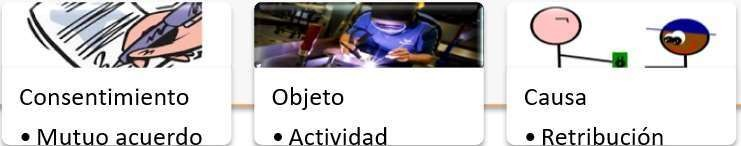 Consentimiento
• Mutuo acuerdo
Objeto
• Actividad
Causa
• Retribución